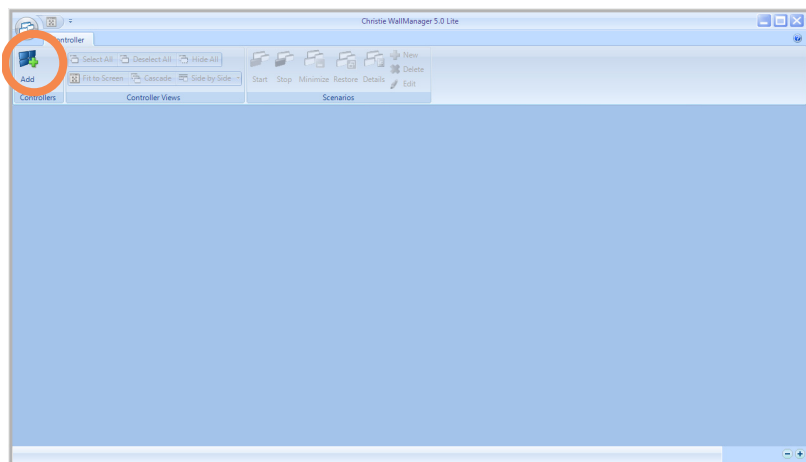 Christie WallManager 5.0 Lite
Controller
Select All Deselect All Hide All
New
Delete
Add
Fit to Screen Cascade Side by Side
Start Stop Minimize Restore Details
Edit
Controllers Controller Views Scenarios